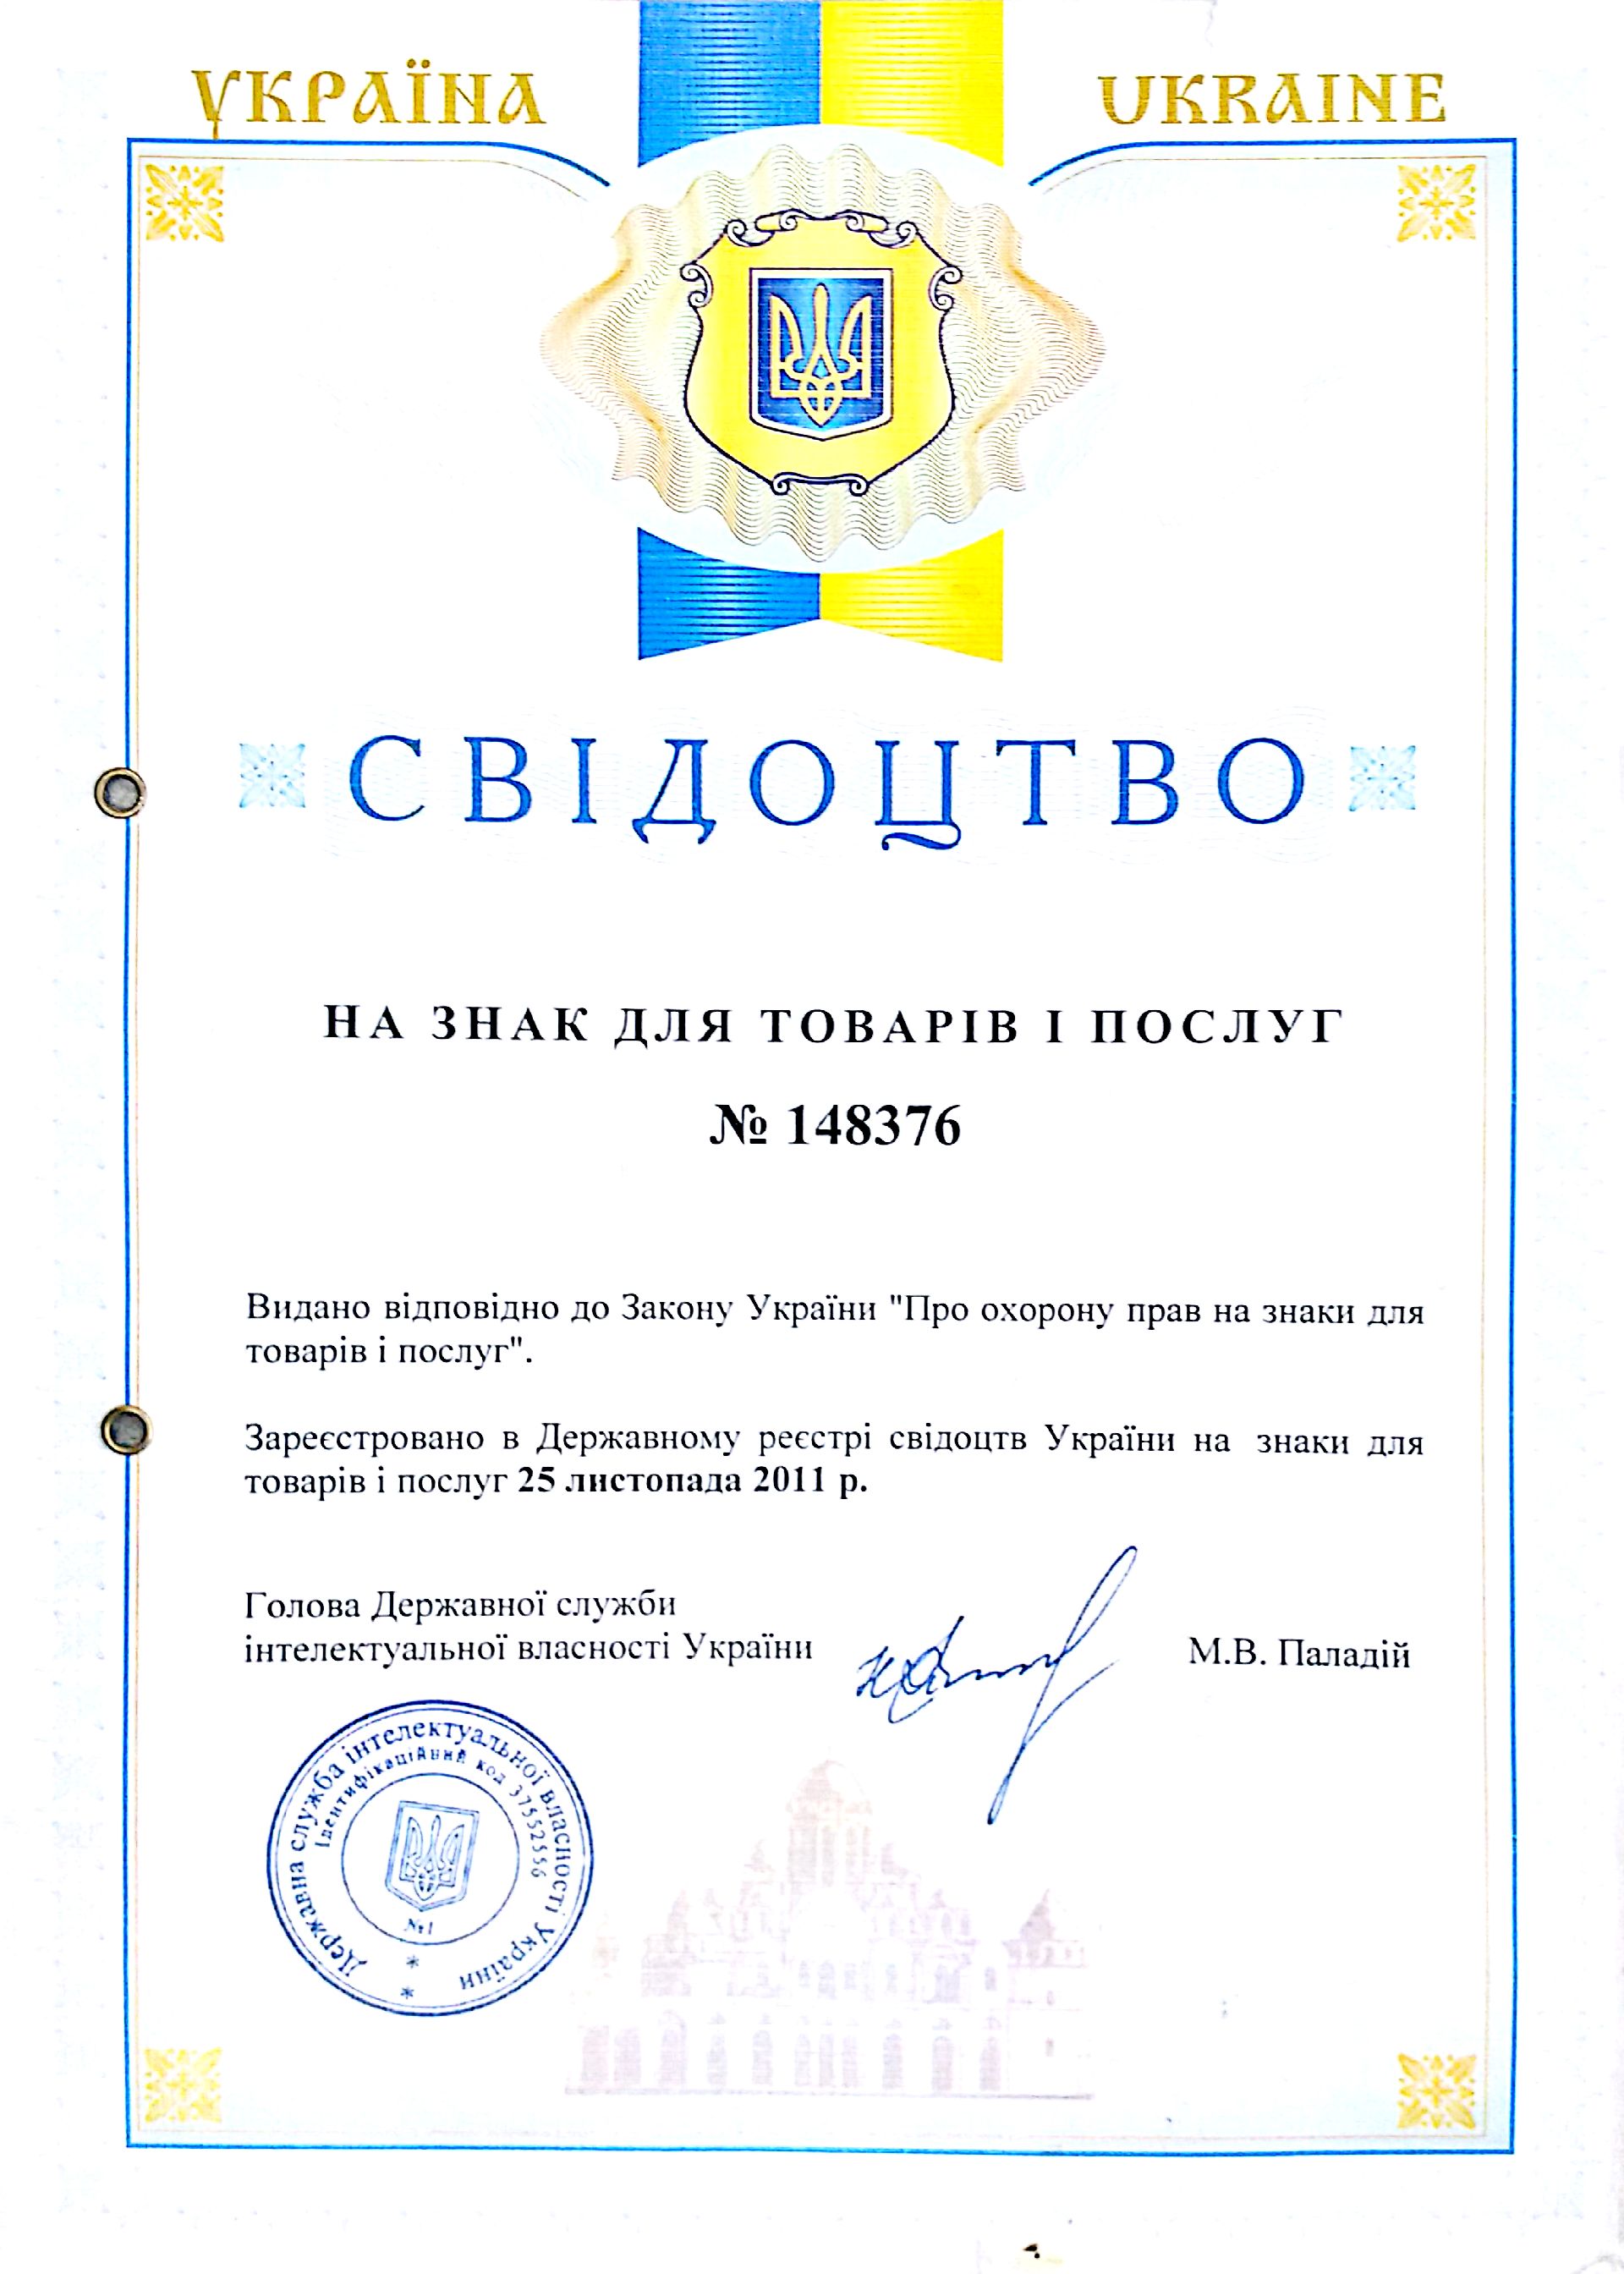 УКРАЇНА
UKRAINE
СВІДОЦТВО
НА ЗНАК ДЛЯ ТОВАРІВ І ПОСЛУГ
№ 148376
Видано відповідно до Закону України "Про охорону прав на знаки для
товарів і послуг".
Зареєстровано в Державному реєстрі свідоцтв України на знаки для
товарів і послуг 25 листопада 2011 р.
Голова Державної служби
інтелектуальної власності України
М.В. Паладій
Державна служба інтелектуальної власності України
Ідентифікаційний код 37552556
№1
* *